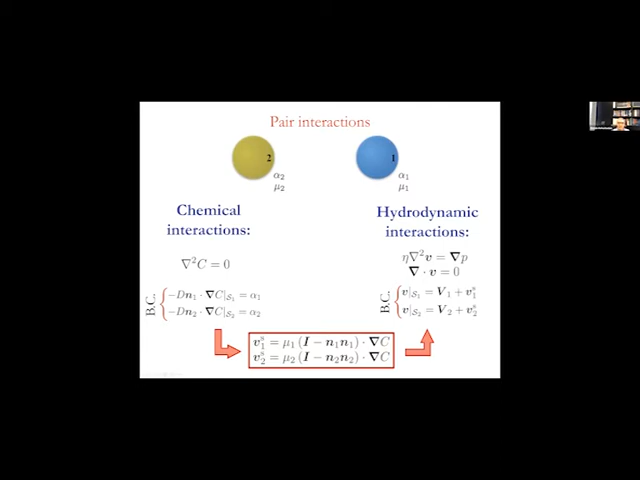 Pair interactions
2
1
α₂
μ₂
α₁
μ₁
Chemical
interactions:
∇²C = 0
B.C.
−Dn₁ · ∇C|_{S₁} = α₁
−Dn₂ · ∇C|_{S₂} = α₂
Hydrodynamic
interactions:
η∇²v = ∇p
∇ · v = 0
B.C.
v|_{S₁} = V₁ + v₁ˢ
v|_{S₂} = V₂ + v₂ˢ
v₁ˢ = μ₁ (I − n₁n₁) · ∇C
v₂ˢ = μ₂ (I − n₂n₂) · ∇C